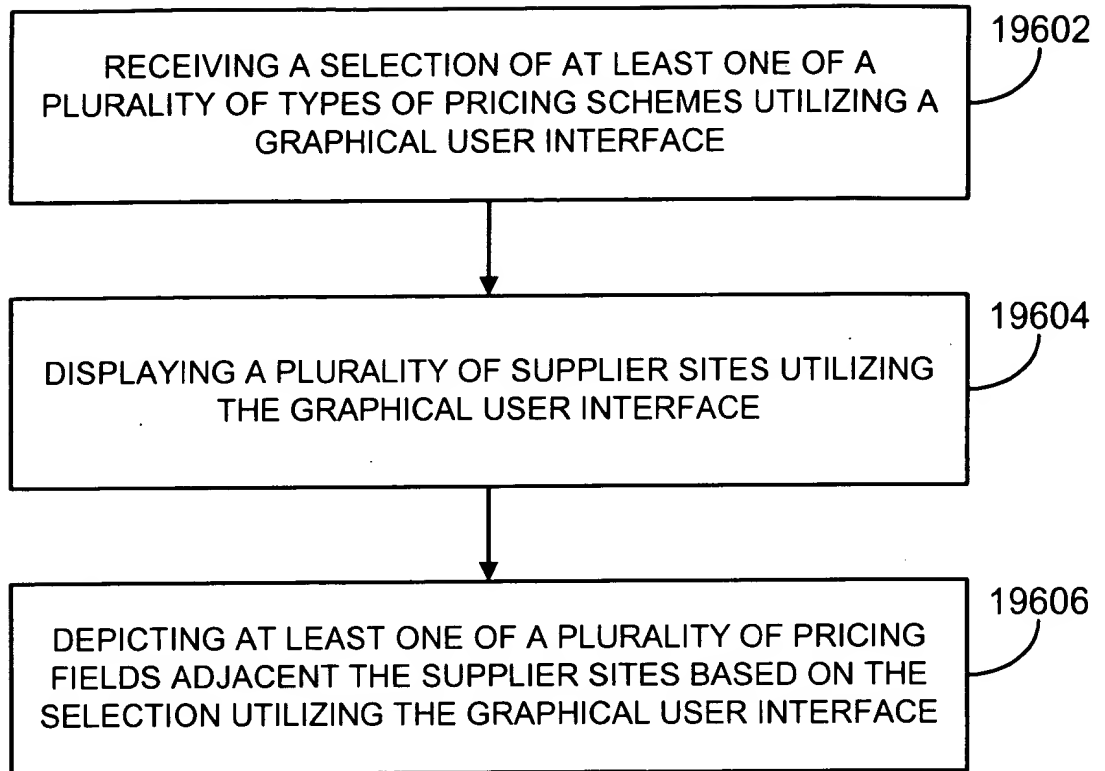 19602
RECEIVING A SELECTION OF AT LEAST ONE OF A
PLURALITY OF TYPES OF PRICING SCHEMES UTILIZING A
GRAPHICAL USER INTERFACE
19604
DISPLAYING A PLURALITY OF SUPPLIER SITES UTILIZING
THE GRAPHICAL USER INTERFACE
19606
DEPICTING AT LEAST ONE OF A PLURALITY OF PRICING
FIELDS ADJACENT THE SUPPLIER SITES BASED ON THE
SELECTION UTILIZING THE GRAPHICAL USER INTERFACE